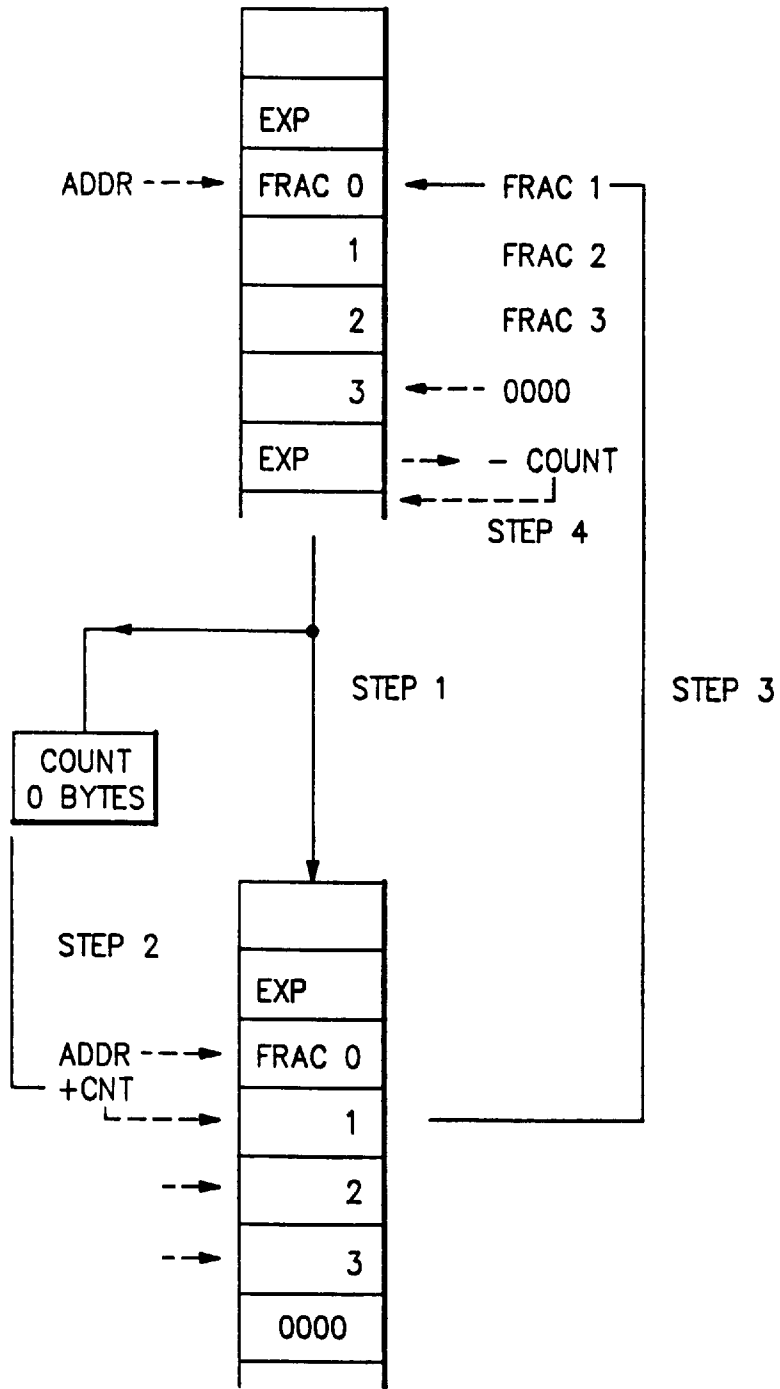 EXP
ADDR FRAC 0 FRAC 1
1 FRAC 2
2 FRAC 3
3 0000
EXP - COUNT
STEP 4
STEP 1 STEP 3
COUNT
0 BYTES
STEP 2
EXP
ADDR FRAC 0
+CNT
1
2
3
0000